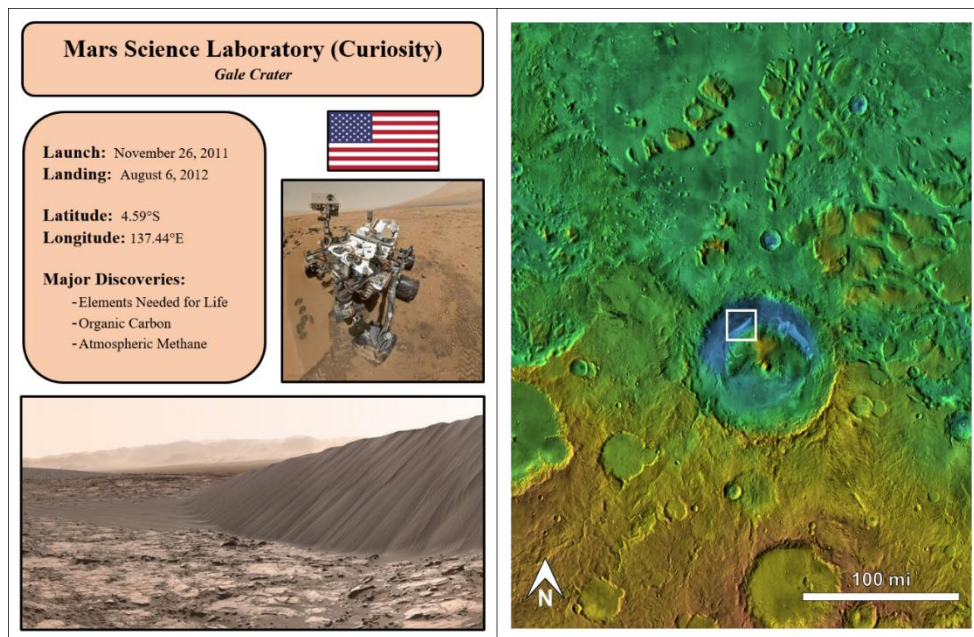 Mars Science Laboratory (Curiosity)
Gale Crater
Launch: November 26, 2011
Landing: August 6, 2012
Latitude: 4.59°S
Longitude: 137.44°E
Major Discoveries:
-Elements Needed for Life
-Organic Carbon
-Atmospheric Methane
N
100 mi